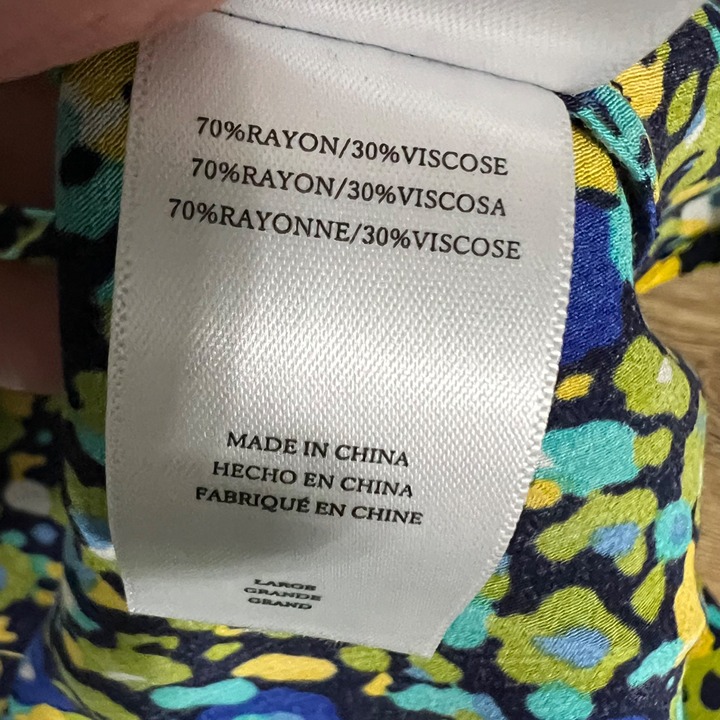 70%RAYON/30%VISCOSE
70%RAYON/30%VISCOSA
70%RAYONNE/30%VISCOSE
MADE IN CHINA
HECHO EN CHINA
FABRIQUÉ EN CHINE
LARGE
GRANDE
GRAND